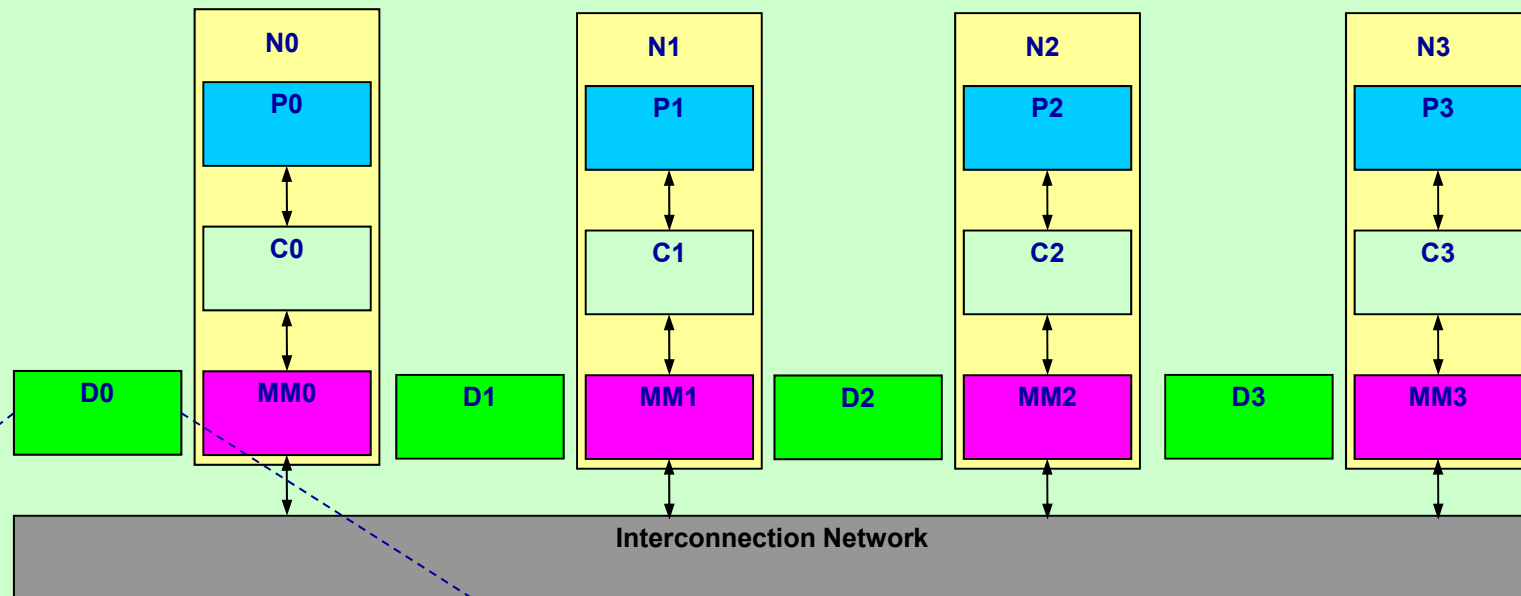 N0
N1
N2
N3
P0
P1
P2
P3
C0
C1
C2
C3
D0
MM0
D1
MM1
D2
MM2
D3
MM3
Interconnection Network